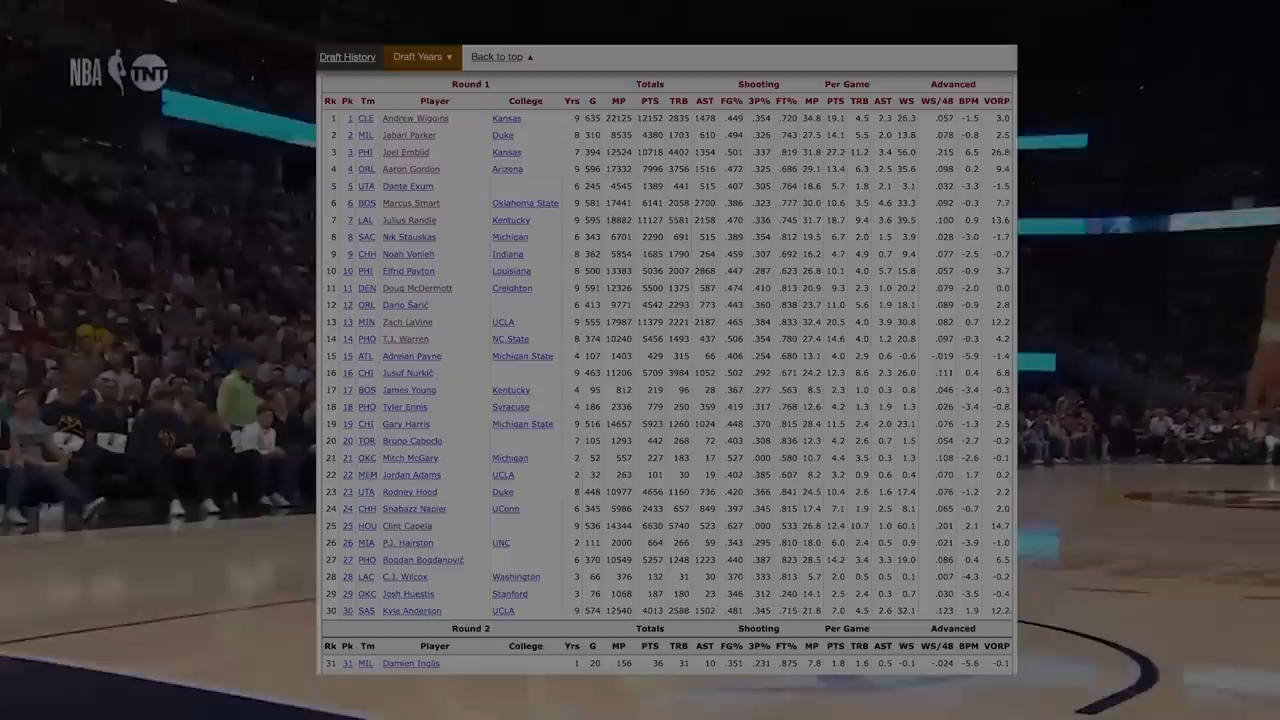 NBA TNT
Draft History Draft Years ▼ Back to top ▲
Round 1 Totals Shooting Per Game Advanced
Rk Pk Tm Player College Yrs G MP PTS TRB AST FG% 3P% FT% MP PTS TRB AST WS WS/48 BPM VORP
1 1 CLE Andrew Wiggins Kansas 9 635 22125 12152 2835 1478 .449 .354 .720 34.8 19.1 4.5 2.3 26.3 .057 -1.5 3.0
2 2 MIL Jabari Parker Duke 8 310 8535 4380 1703 610 .494 .326 .743 27.5 14.1 5.5 2.0 13.8 .078 -0.8 2.5
3 3 PHI Joel Embiid Kansas 7 394 12524 10718 4402 1354 .501 .337 .819 31.8 27.2 11.2 3.4 56.0 .215 6.5 26.8
4 4 ORL Aaron Gordon Arizona 9 596 17332 7996 3756 1516 .472 .325 .686 29.1 13.4 6.3 2.5 35.6 .098 0.2 9.4
5 5 UTA Dante Exum 6 245 4545 1389 441 515 .407 .305 .764 18.6 5.7 1.8 2.1 3.1 .032 -3.3 -1.5
6 6 BOS Marcus Smart Oklahoma State 9 581 17441 6141 2058 2700 .386 .323 .777 30.0 10.6 3.5 4.6 33.3 .092 -0.3 7.7
7 7 LAL Julius Randle Kentucky 9 595 18882 11127 5581 2158 .470 .336 .745 31.7 18.7 9.4 3.6 39.5 .100 0.9 13.6
8 8 SAC Nik Stauskas Michigan 6 343 6701 2290 691 515 .389 .354 .812 19.5 6.7 2.0 1.5 3.9 .028 -3.0 -1.7
9 9 CHH Noah Vonleh Indiana 8 362 5854 1685 1790 264 .459 .307 .692 16.2 4.7 4.9 0.7 9.4 .077 -2.5 -0.7
10 10 PHI Elfrid Payton Louisiana 8 500 13383 5036 2007 2868 .447 .287 .623 26.8 10.1 4.0 5.7 15.8 .057 -0.9 3.7
11 11 DEN Doug McDermott Creighton 9 591 12326 5500 1375 587 .474 .410 .813 20.9 9.3 2.3 1.0 20.2 .079 -2.0 0.0
12 12 ORL Dario Šarić 6 413 9771 4542 2293 773 .443 .360 .838 23.7 11.0 5.6 1.9 18.1 .089 -0.9 2.8
13 13 MIN Zach LaVine UCLA 9 555 17987 11379 2221 2187 .465 .384 .833 32.4 20.5 4.0 3.9 30.8 .082 0.7 12.2
14 14 PHO T.J. Warren NC State 8 374 10240 5456 1493 437 .506 .354 .780 27.4 14.6 4.0 1.2 20.8 .097 -0.3 4.2
15 15 ATL Adreian Payne Michigan State 4 107 1403 429 315 66 .406 .254 .680 13.1 4.0 2.9 0.6 -0.6 -.019 -5.9 -1.4
16 16 CHI Jusuf Nurkić 9 463 11206 5709 3984 1052 .502 .292 .671 24.2 12.3 8.6 2.3 26.0 .111 0.4 6.8
17 17 BOS James Young Kentucky 4 95 812 219 96 28 .367 .277 .563 8.5 2.3 1.0 0.3 0.8 .046 -3.4 -0.3
18 18 PHO Tyler Ennis Syracuse 4 186 2336 779 250 359 .419 .317 .768 12.6 4.2 1.3 1.9 1.3 .026 -3.4 -0.8
19 19 CHI Gary Harris Michigan State 9 516 14657 5923 1260 1024 .448 .370 .815 28.4 11.5 2.4 2.0 23.1 .076 -1.3 2.5
20 20 TOR Bruno Caboclo 7 105 1293 442 268 72 .403 .308 .836 12.3 4.2 2.6 0.7 1.5 .054 -2.7 -0.2
21 21 OKC Mitch McGary Michigan 2 52 557 227 183 17 .527 .000 .580 10.7 4.4 3.5 0.3 1.3 .108 -2.6 -0.1
22 22 MEM Jordan Adams UCLA 2 32 263 101 30 19 .402 .385 .607 8.2 3.2 0.9 0.6 0.4 .070 1.7 0.2
23 23 UTA Rodney Hood Duke 8 448 10977 4656 1160 736 .420 .366 .841 24.5 10.4 2.6 1.6 17.4 .076 -1.2 2.2
24 24 CHH Shabazz Napier UConn 6 345 5986 2433 657 849 .397 .345 .815 17.4 7.1 1.9 2.5 8.1 .065 -0.7 2.0
25 25 HOU Clint Capela 9 536 14344 6630 5740 523 .627 .000 .533 26.8 12.4 10.7 1.0 60.1 .201 2.1 14.7
26 26 MIA P.J. Hairston UNC 2 111 2000 664 266 59 .343 .295 .810 18.0 6.0 2.4 0.5 0.9 .021 -3.9 -1.0
27 27 PHO Bogdan Bogdanović 6 370 10549 5257 1248 1223 .440 .387 .823 28.5 14.2 3.4 3.3 19.0 .086 0.4 6.5
28 28 LAC C.J. Wilcox Washington 3 66 376 132 31 30 .370 .333 .813 5.7 2.0 0.5 0.5 0.1 .007 -4.3 -0.2
29 29 OKC Josh Huestis Stanford 3 76 1068 187 180 23 .346 .312 .240 14.1 2.5 2.4 0.3 0.7 .030 -3.5 -0.4
30 30 SAS Kyle Anderson UCLA 9 574 12540 4013 2588 1502 .481 .345 .715 21.8 7.0 4.5 2.6 32.1 .123 1.9 12.2
Round 2 Totals Shooting Per Game Advanced
Rk Pk Tm Player College Yrs G MP PTS TRB AST FG% 3P% FT% MP PTS TRB AST WS WS/48 BPM VORP
31 31 MIL Damien Inglis 1 20 156 36 31 10 .351 .231 .875 7.8 1.8 1.6 0.5 -0.1 -.024 -5.6 -0.1